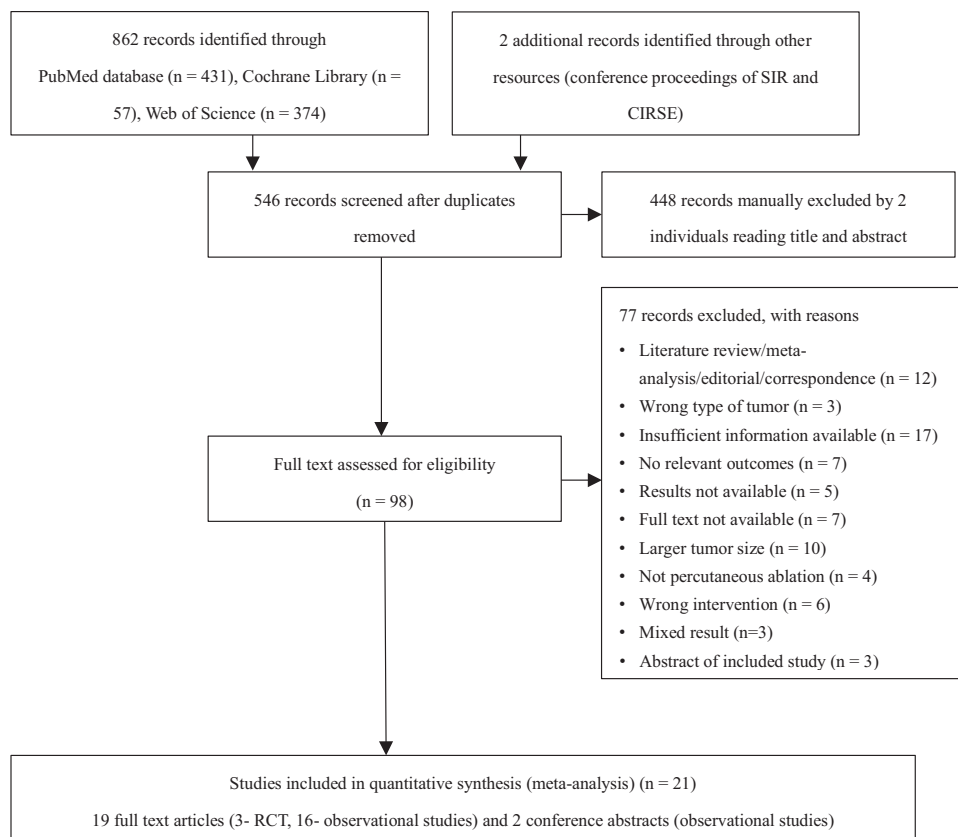 862 records identified through
PubMed database (n = 431), Cochrane Library (n =
57), Web of Science (n = 374)
2 additional records identified through other
resources (conference proceedings of SIR and
CIRSE)
546 records screened after duplicates
removed
448 records manually excluded by 2
individuals reading title and abstract
77 records excluded, with reasons
• Literature review/meta-
analysis/editorial/correspondence (n = 12)
• Wrong type of tumor (n = 3)
• Insufficient information available (n = 17)
• No relevant outcomes (n = 7)
• Results not available (n = 5)
• Full text not available (n = 7)
• Larger tumor size (n = 10)
• Not percutaneous ablation (n = 4)
• Wrong intervention (n = 6)
• Mixed result (n=3)
• Abstract of included study (n = 3)
Full text assessed for eligibility
(n = 98)
Studies included in quantitative synthesis (meta-analysis) (n = 21)
19 full text articles (3- RCT, 16- observational studies) and 2 conference abstracts (observational studies)